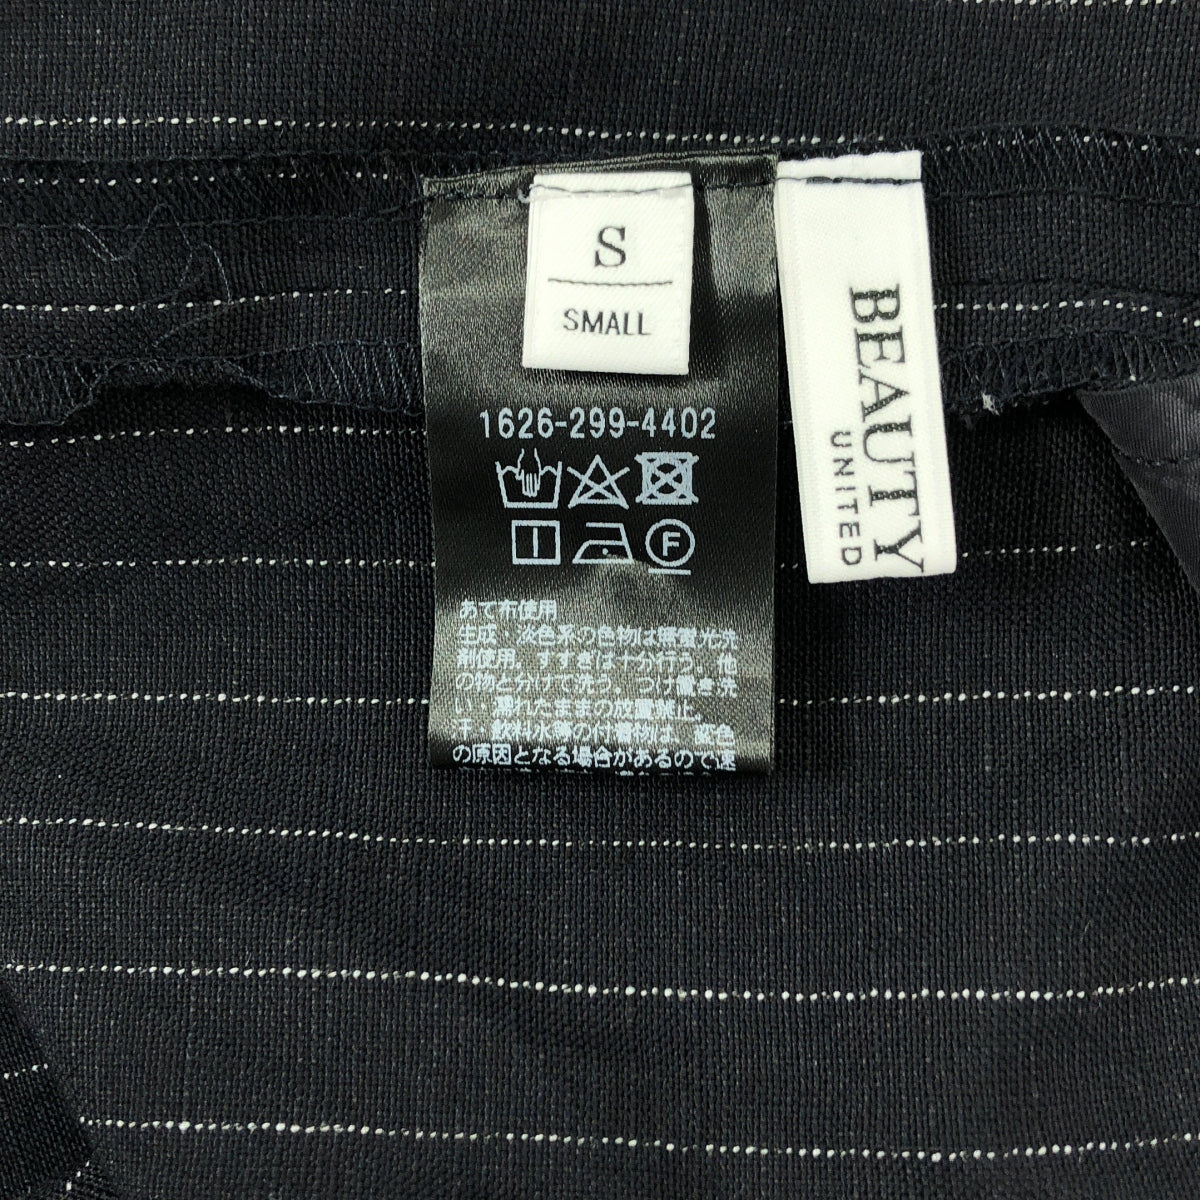 S
SMALL
BEAUTY
UNITED
1626-299-4402
F
あて布使用
生成、淡色系の色物は無蛍光洗
剤使用。すすぎは十分行う。他
の物と分けて洗う。つけ置き洗
い、濡れたままの放置禁止。
汗、飲料水等の付着物は、変色
の原因となる場合があるので速